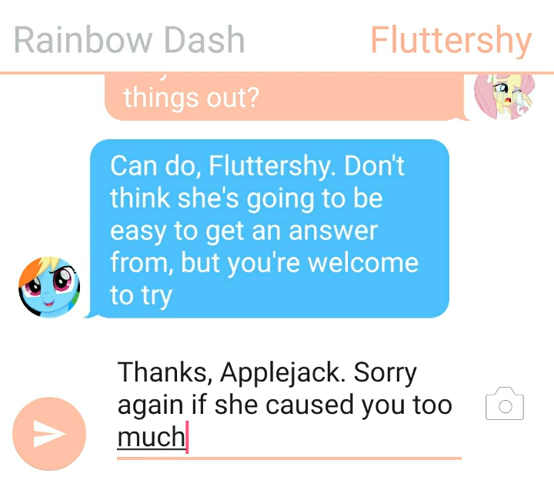 Rainbow Dash Fluttershy
things out?
Can do, Fluttershy. Don't
think she's going to be
easy to get an answer
from, but you're welcome
to try
Thanks, Applejack. Sorry
again if she caused you too
much